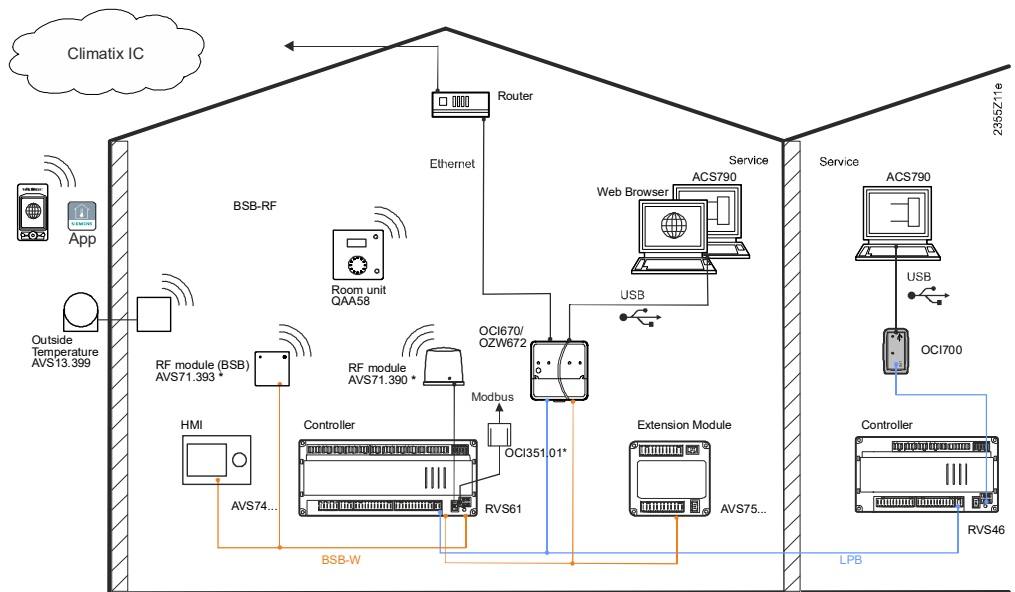 Climatix IC
Router
2355Z11e
Ethernet
Service
Service
ACS790
ACS790
Web Browser
BSB-RF
SIEMENS
App
Room unit
QAA58
USB
USB
Outside
Temperature
AVS13.399
OCI670/
OZW672
OCI700
RF module (BSB)
AVS71.393 *
RF module
AVS71.390 *
Modbus
HMI
Controller
OCI351.01*
Extension Module
Controller
AVS74...
RVS61
AVS75...
RVS46
BSB-W
LPB